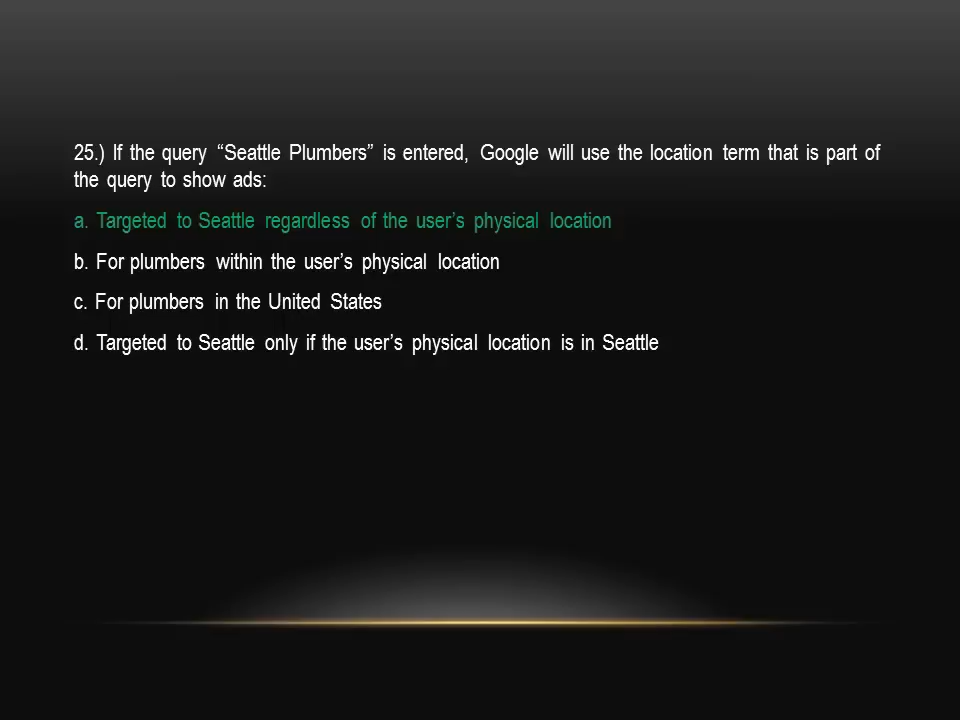 25.) If the query “Seattle Plumbers” is entered, Google will use the location term that is part of
the query to show ads:
a. Targeted to Seattle regardless of the user’s physical location
b. For plumbers within the user’s physical location
c. For plumbers in the United States
d. Targeted to Seattle only if the user’s physical location is in Seattle